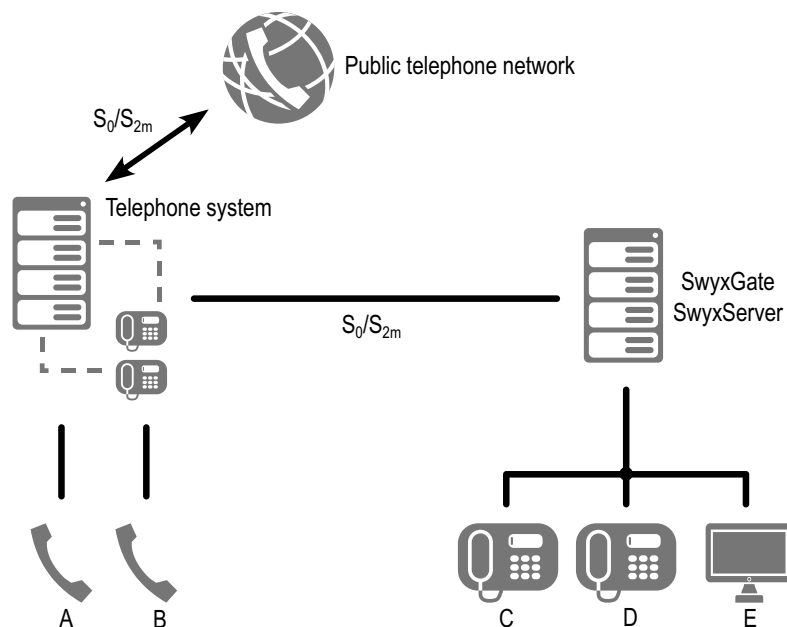 Public telephone network
S₀/S₂ₘ
Telephone system
SwyxGate
SwyxServer
S₀/S₂ₘ
A
B
C
D
E